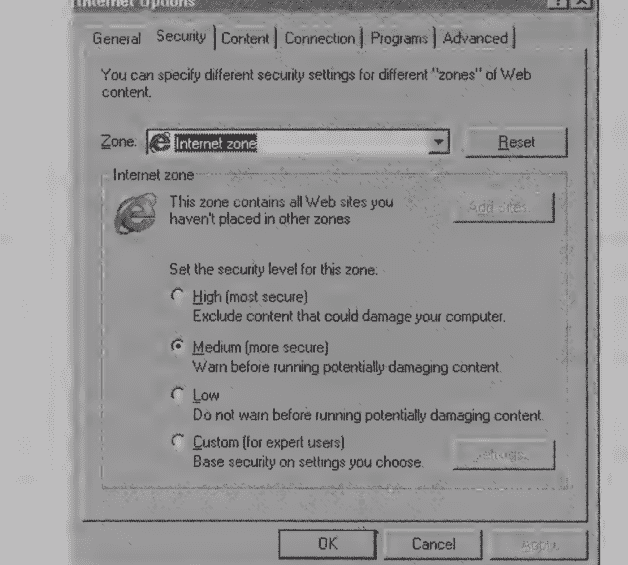 Internet Options
General Security Content Connection Programs Advanced
You can specify different security settings for different "zones" of Web
content.
Zone: Internet zone Reset
Internet zone
This zone contains all Web sites you
haven't placed in other zones
Add Sites...
Set the security level for this zone:
High (most secure)
Exclude content that could damage your computer.
Medium (more secure)
Warn before running potentially damaging content.
Low
Do not warn before running potentially damaging content.
Custom (for expert users)
Base security on settings you choose.
Settings...
OK Cancel Apply